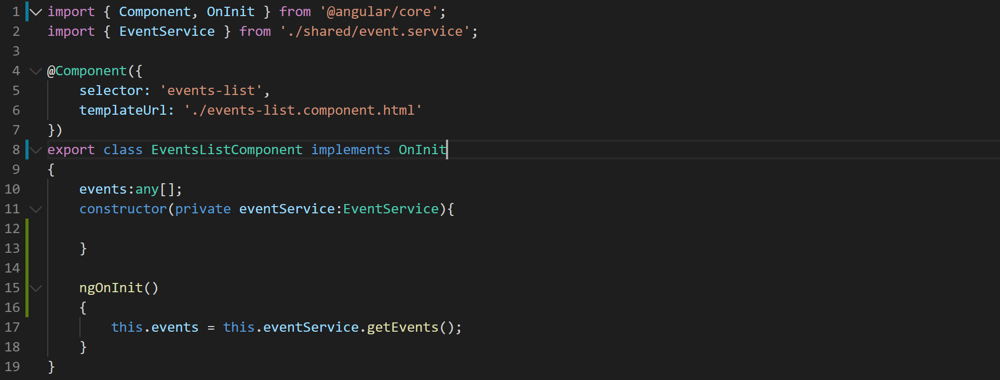 1 import { Component, OnInit } from '@angular/core';
2 import { EventService } from './shared/event.service';
3
4 @Component({
5     selector: 'events-list',
6     templateUrl: './events-list.component.html'
7 })
8 export class EventsListComponent implements OnInit
9 {
10     events:any[];
11     constructor(private eventService:EventService){
12
13     }
14
15     ngOnInit()
16     {
17         this.events = this.eventService.getEvents();
18     }
19 }